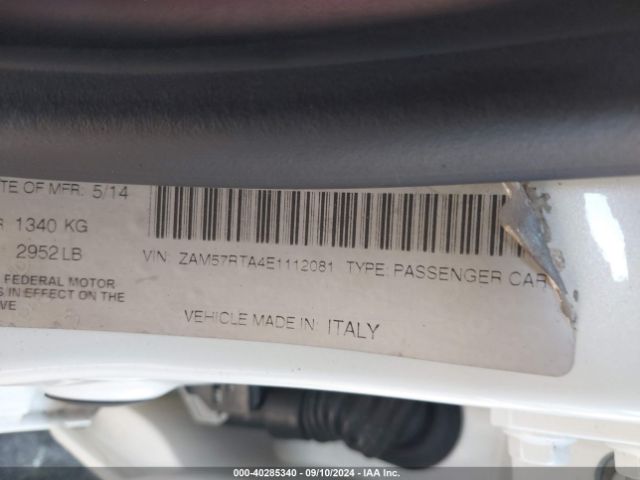 TE OF MFR. 5/14
R 1340 KG
2952 LB
VIN: ZAM57RTA4E1112081 TYPE: PASSENGER CAR
FEDERAL MOTOR
S IN EFFECT ON THE
VE
VEHICLE MADE IN: ITALY
000-40285340 - 09/10/2024 - IAA Inc.